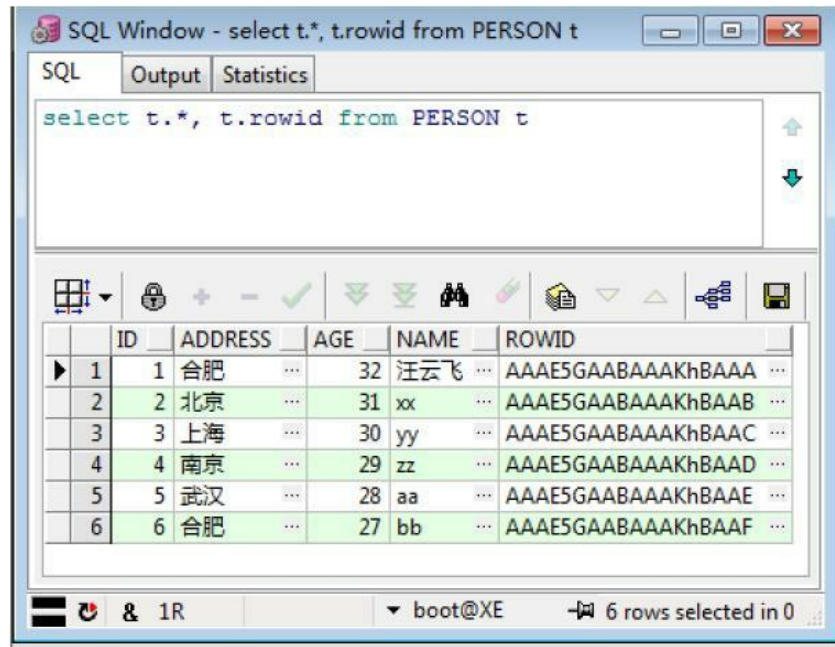 SQL Window - select t.*, t.rowid from PERSON t
SQL Output Statistics
select t.*, t.rowid from PERSON t
ID ADDRESS AGE NAME ROWID
1 1 合肥 ... 32 汪云飞 ... AAAE5GAABAAAKhBAAA ...
2 2 北京 ... 31 xx ... AAAE5GAABAAAKhBAAB ...
3 3 上海 ... 30 yy ... AAAE5GAABAAAKhBAAC ...
4 4 南京 ... 29 zz ... AAAE5GAABAAAKhBAAD ...
5 5 武汉 ... 28 aa ... AAAE5GAABAAAKhBAAE ...
6 6 合肥 ... 27 bb ... AAAE5GAABAAAKhBAAF ...
& 1R boot@XE 6 rows selected in 0